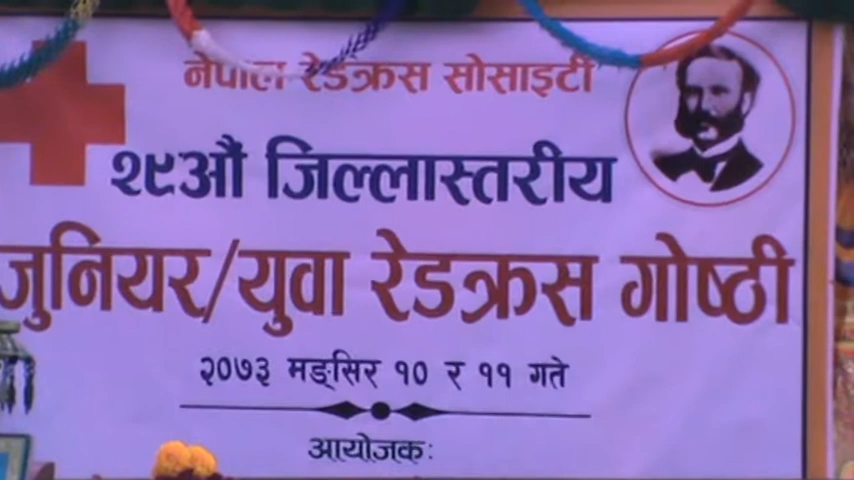 नेपाल रेडक्रस सोसाइटी
२९औं जिल्लास्तरीय
जुनियर/युवा रेडक्रस गोष्ठी
२०७३ मङ्सिर १० र ११ गते
आयोजक: